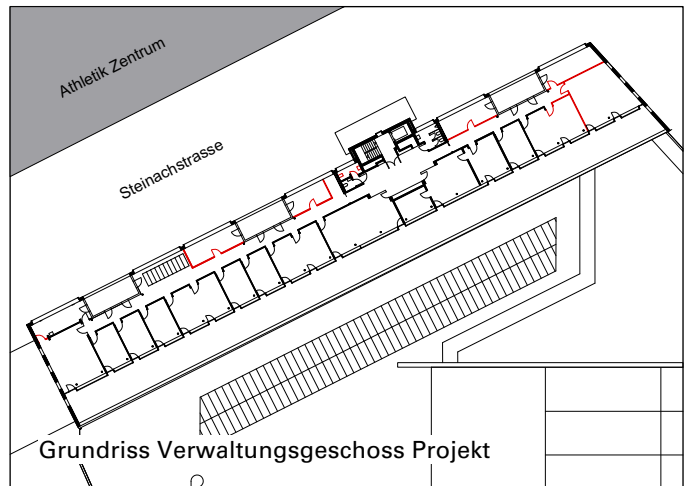 Athletik Zentrum
Steinachstrasse
Grundriss Verwaltungsgeschoss Projekt